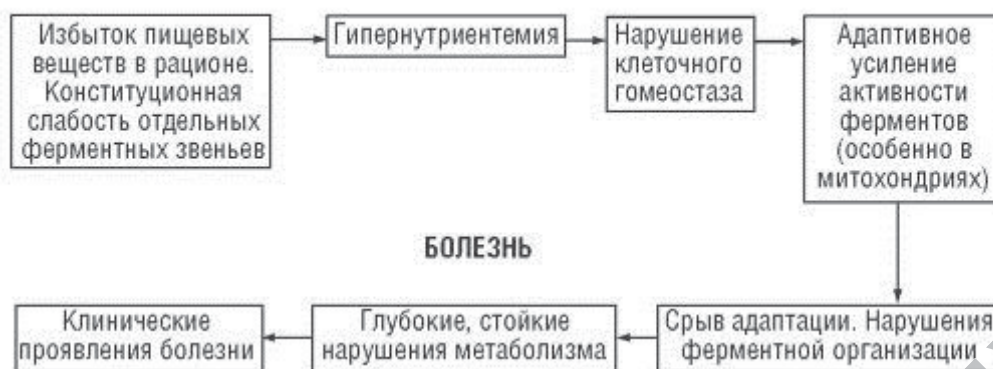 Избыток пищевых
веществ в рационе.
Конституционная
слабость отдельных
ферментных звеньев
Гипернутриентемия
Нарушение
клеточного
гомеостаза
Адаптивное
усиление
активности
ферментов
(особенно в
митохондриях)
БОЛЕЗНЬ
Срыв адаптации. Нарушения
ферментной организации
Глубокие, стойкие
нарушения метаболизма
Клинические
проявления болезни